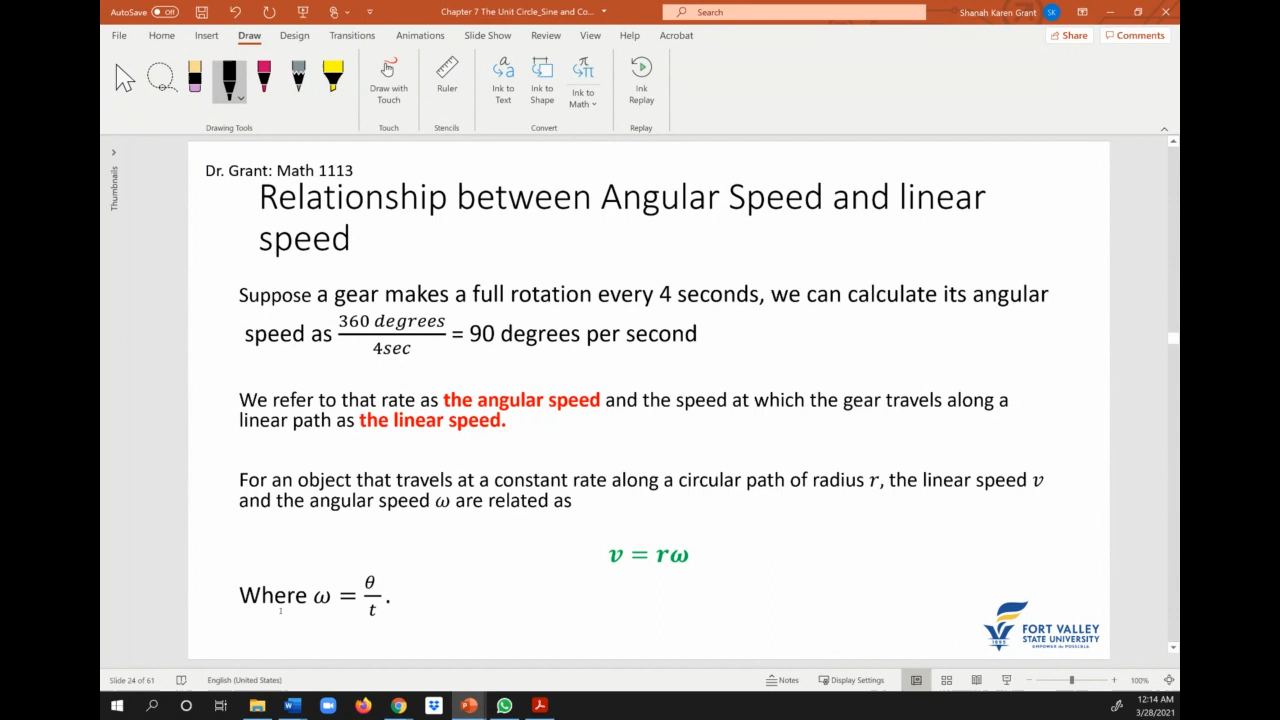 AutoSave Off
Chapter 7 The Unit Circle_Sine and Co...
Search
Shanah Karen Grant
SK
File Home Insert Draw Design Transitions Animations Slide Show Review View Help Acrobat
Share Comments
Draw with Touch
Ruler
Ink to Text
Ink to Shape
Ink to Math
Ink Replay
Drawing Tools Touch Stencils Convert Replay
Thumbnails
Dr. Grant: Math 1113
Relationship between Angular Speed and linear
speed
Suppose a gear makes a full rotation every 4 seconds, we can calculate its angular
speed as 360 degrees / 4sec = 90 degrees per second
We refer to that rate as the angular speed and the speed at which the gear travels along a
linear path as the linear speed.
For an object that travels at a constant rate along a circular path of radius r, the linear speed v
and the angular speed ω are related as
v = rω
Where ω = θ / t .
FORT VALLEY
STATE UNIVERSITY
EMPOWER the POSSIBLE.
1895
Slide 24 of 61 English (United States) Notes Display Settings 100%
12:14 AM
3/28/2021